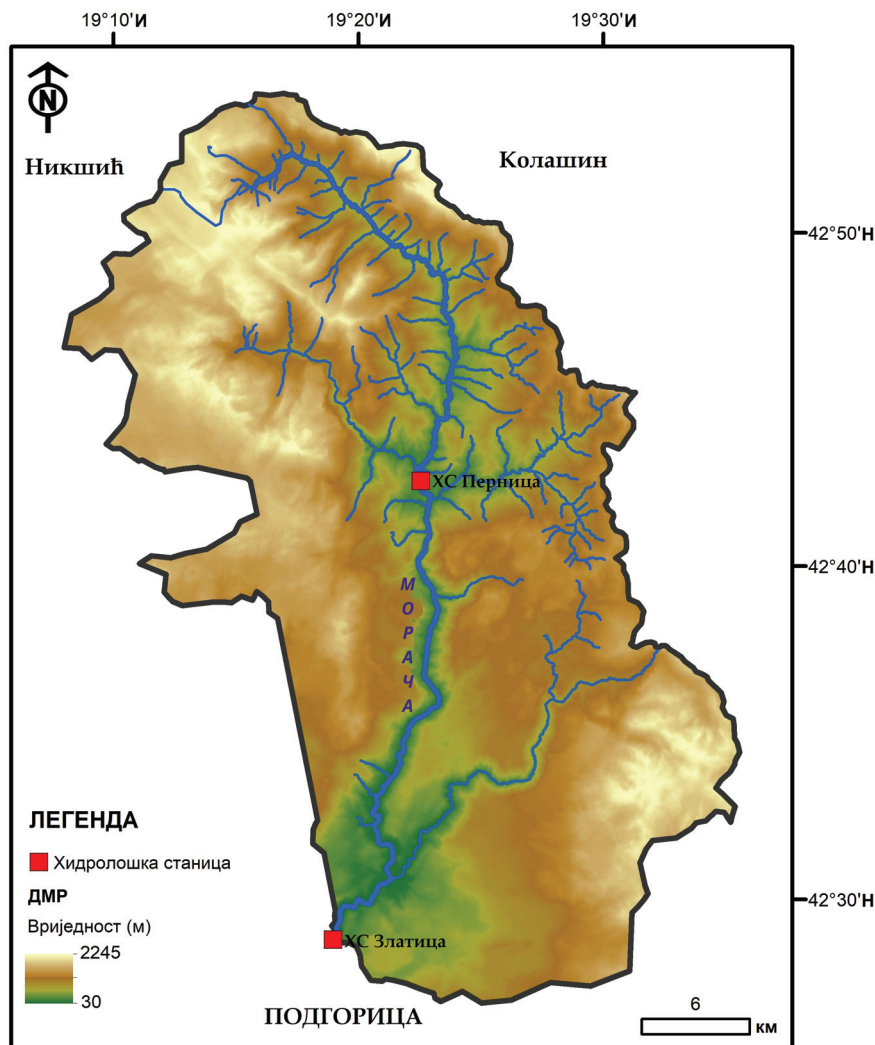 19°10'И 19°20'И 19°30'И
N
Никшић
Колашин
42°50'Н
ХС Перница
42°40'Н
МОРАЧА
ЛЕГЕНДА
Хидролошка станица
ДМР
Вриједност (м)
2245
30
42°30'Н
ХС Златица
ПОДГОРИЦА
6
км